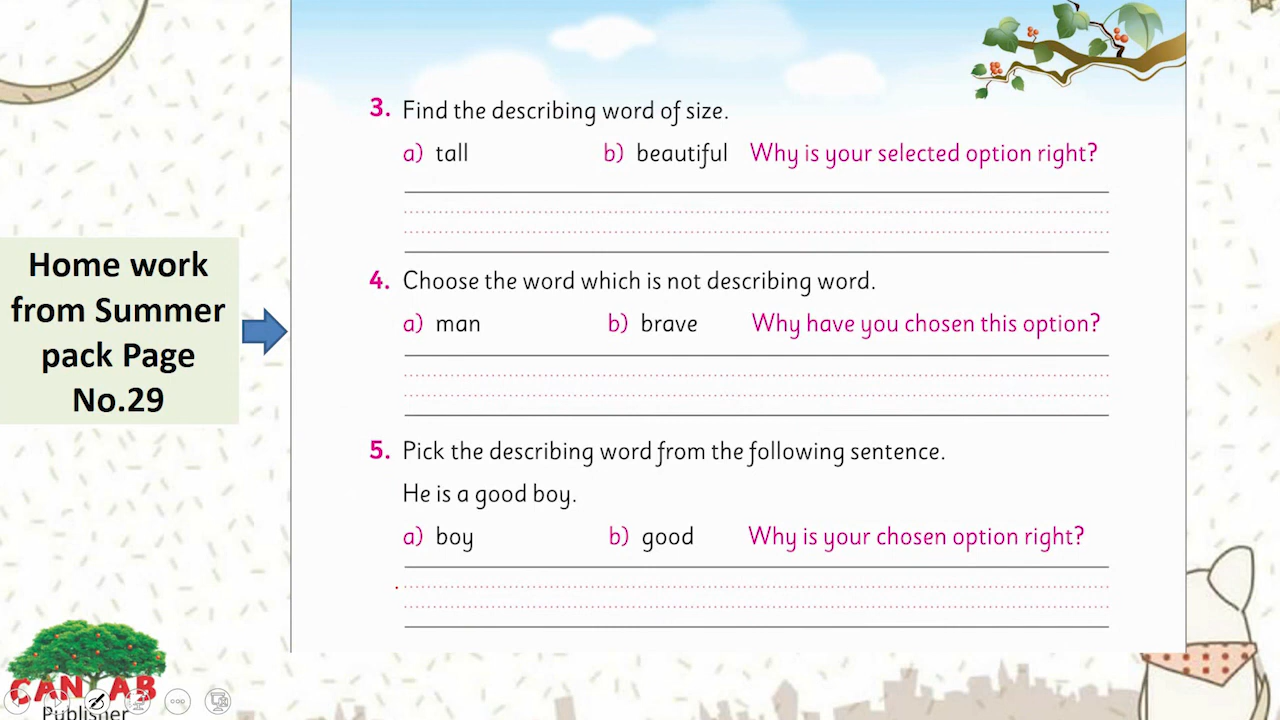 3. Find the describing word of size.
a) tall b) beautiful Why is your selected option right?
4. Choose the word which is not describing word.
a) man b) brave Why have you chosen this option?
5. Pick the describing word from the following sentence.
He is a good boy.
a) boy b) good Why is your chosen option right?
Home work
from Summer
pack Page
No.29
Publisher